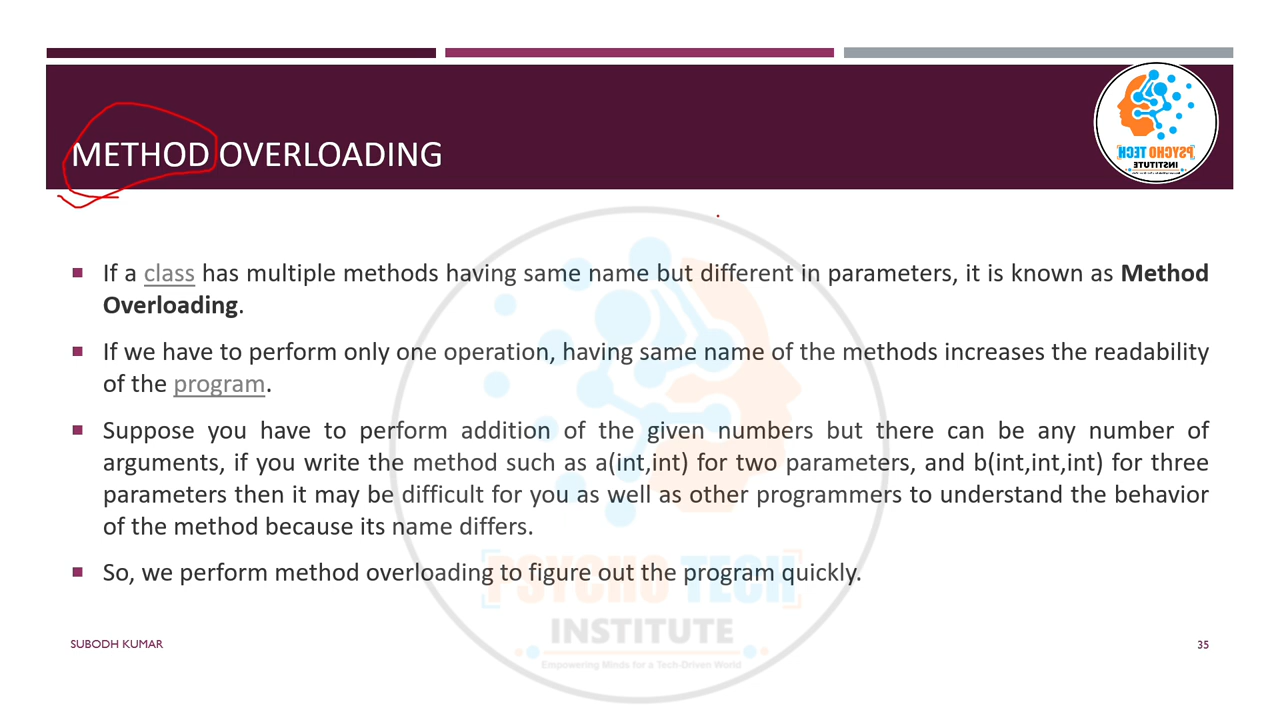 METHOD OVERLOADING
PSYCHO TECH
INSTITUTE
If a class has multiple methods having same name but different in parameters, it is known as Method
Overloading.
If we have to perform only one operation, having same name of the methods increases the readability
of the program.
Suppose you have to perform addition of the given numbers but there can be any number of
arguments, if you write the method such as a(int,int) for two parameters, and b(int,int,int) for three
parameters then it may be difficult for you as well as other programmers to understand the behavior
of the method because its name differs.
So, we perform method overloading to figure out the program quickly.
PSYCHO TECH
INSTITUTE
Empowering Minds for a Tech-Driven World
SUBODH KUMAR
35